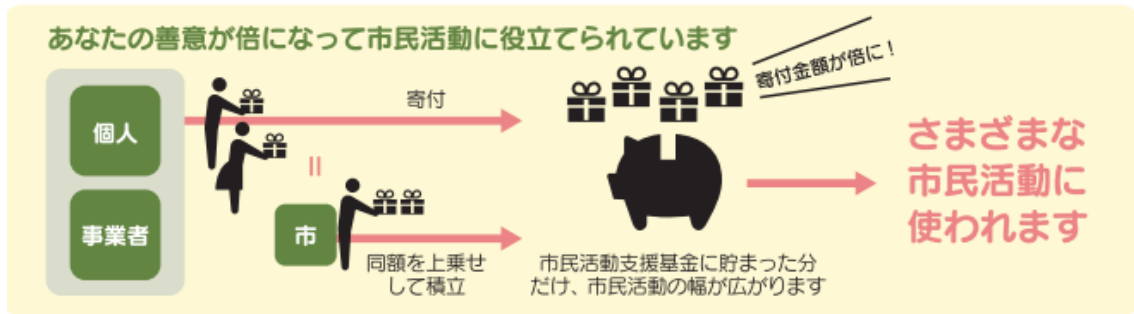 あなたの善意が倍になって市民活動に役立てられています
寄付金額が倍に！
個人
寄付
事業者
市
同額を上乗せ
して積立
市民活動支援基金に貯まった分
だけ、市民活動の幅が広がります
さまざまな
市民活動に
使われます